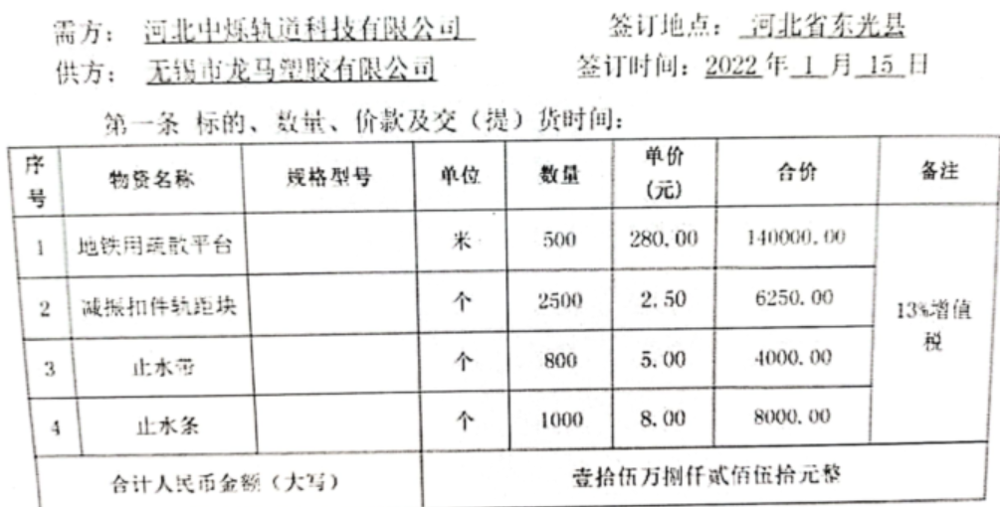 需方： 河北中烁轨道科技有限公司 签订地点： 河北省东光县
供方： 无锡市龙马塑胶有限公司 签订时间：2022年 1 月 15 日
第一条 标的、数量、价款及交（提）货时间：
序号 物资名称 规格型号 单位 数量 单价(元) 合价 备注
1 地铁用疏散平台 米 500 280.00 140000.00 13%增值税
2 减振扣件轨距块 个 2500 2.50 6250.00
3 止水带 个 800 5.00 4000.00
4 止水条 个 1000 8.00 8000.00
合计人民币金额（大写） 壹拾伍万捌仟贰佰伍拾元整